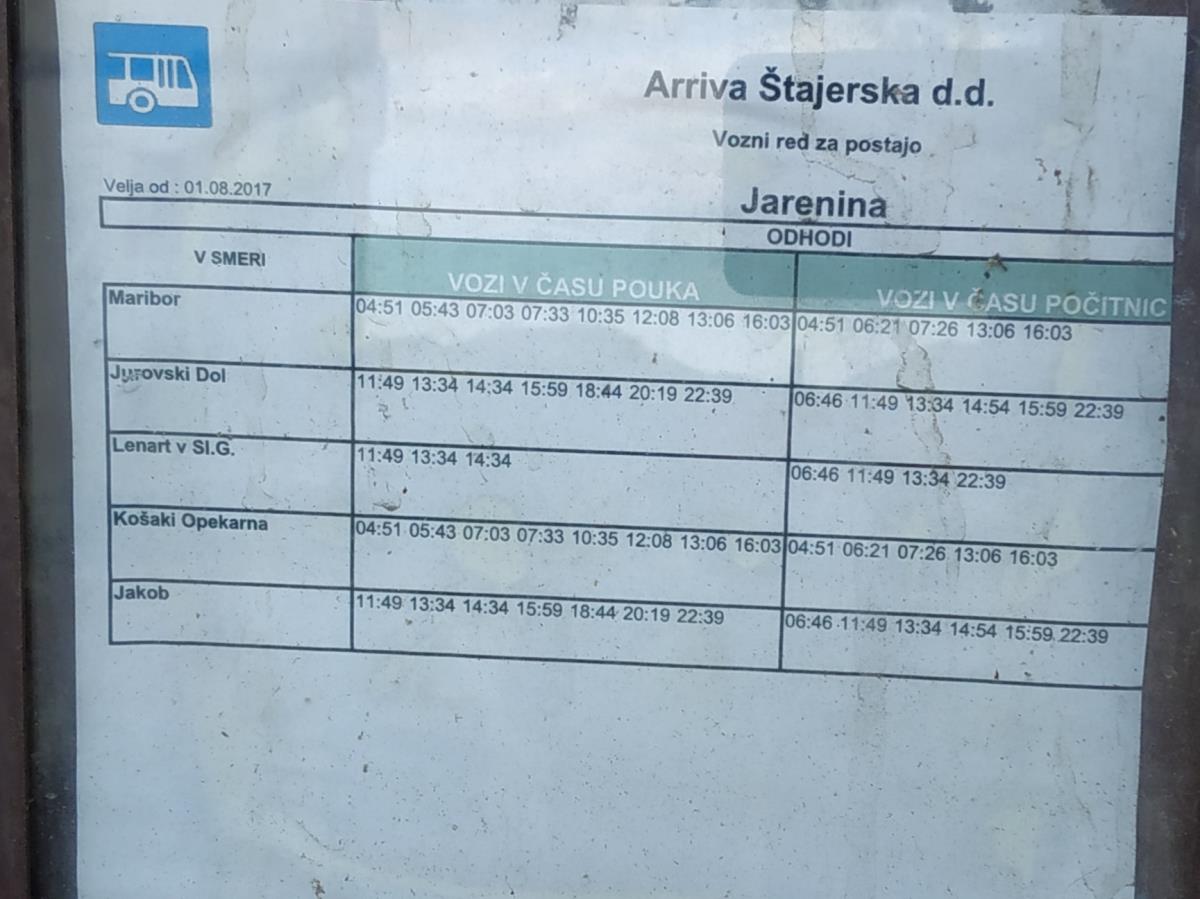 Arriva Štajerska d.d.
Vozni red za postajo
Velja od : 01.08.2017
Jarenina
ODHODI
V SMERI
VOZI V ČASU POUKA
VOZI V ČASU POČITNIC
Maribor
04:51 05:43 07:03 07:33 10:35 12:08 13:06 16:03
04:51 06:21 07:26 13:06 16:03
Jurovski Dol
11:49 13:34 14:34 15:59 18:44 20:19 22:39
06:46 11:49 13:34 14:54 15:59 22:39
Lenart v Sl.G.
11:49 13:34 14:34
06:46 11:49 13:34 22:39
Košaki Opekarna
04:51 05:43 07:03 07:33 10:35 12:08 13:06 16:03
04:51 06:21 07:26 13:06 16:03
Jakob
11:49 13:34 14:34 15:59 18:44 20:19 22:39
06:46 11:49 13:34 14:54 15:59 22:39